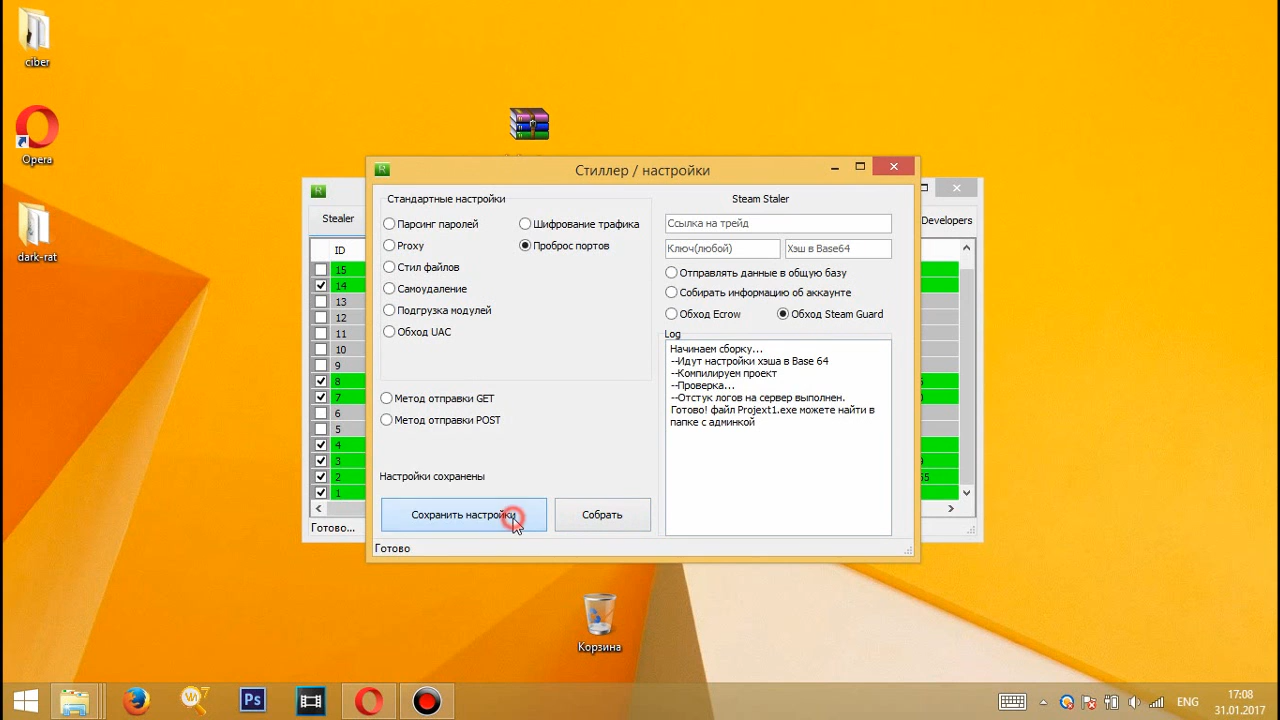 ciber
Opera
dark-rat
Стиллер / настройки
Стандартные настройки
Парсинг паролей
Шифрование трафика
Proxy
Проброс портов
Стил файлов
Самоудаление
Подгрузка модулей
Обход UAC
Метод отправки GET
Метод отправки POST
Настройки сохранены
Сохранить настройки
Собрать
Готово
Steam Staler
Ссылка на трейд
Ключ(любой)
Хэш в Base64
Отправлять данные в общую базу
Собирать информацию об аккаунте
Обход Ecrow
Обход Steam Guard
Log
Начинаем сборку...
--Идут настройки хэша в Base 64
--Компилируем проект
--Проверка...
--Отстук логов на сервер выполнен.
Готово! файл Projext1.exe можете найти в
папке с админкой
Stealer
Developers
ID
15
14
13
12
11
10
9
8
7
6
5
4
3
2
1
Готово...
Корзина
Ps
ENG
17:08
31.01.2017